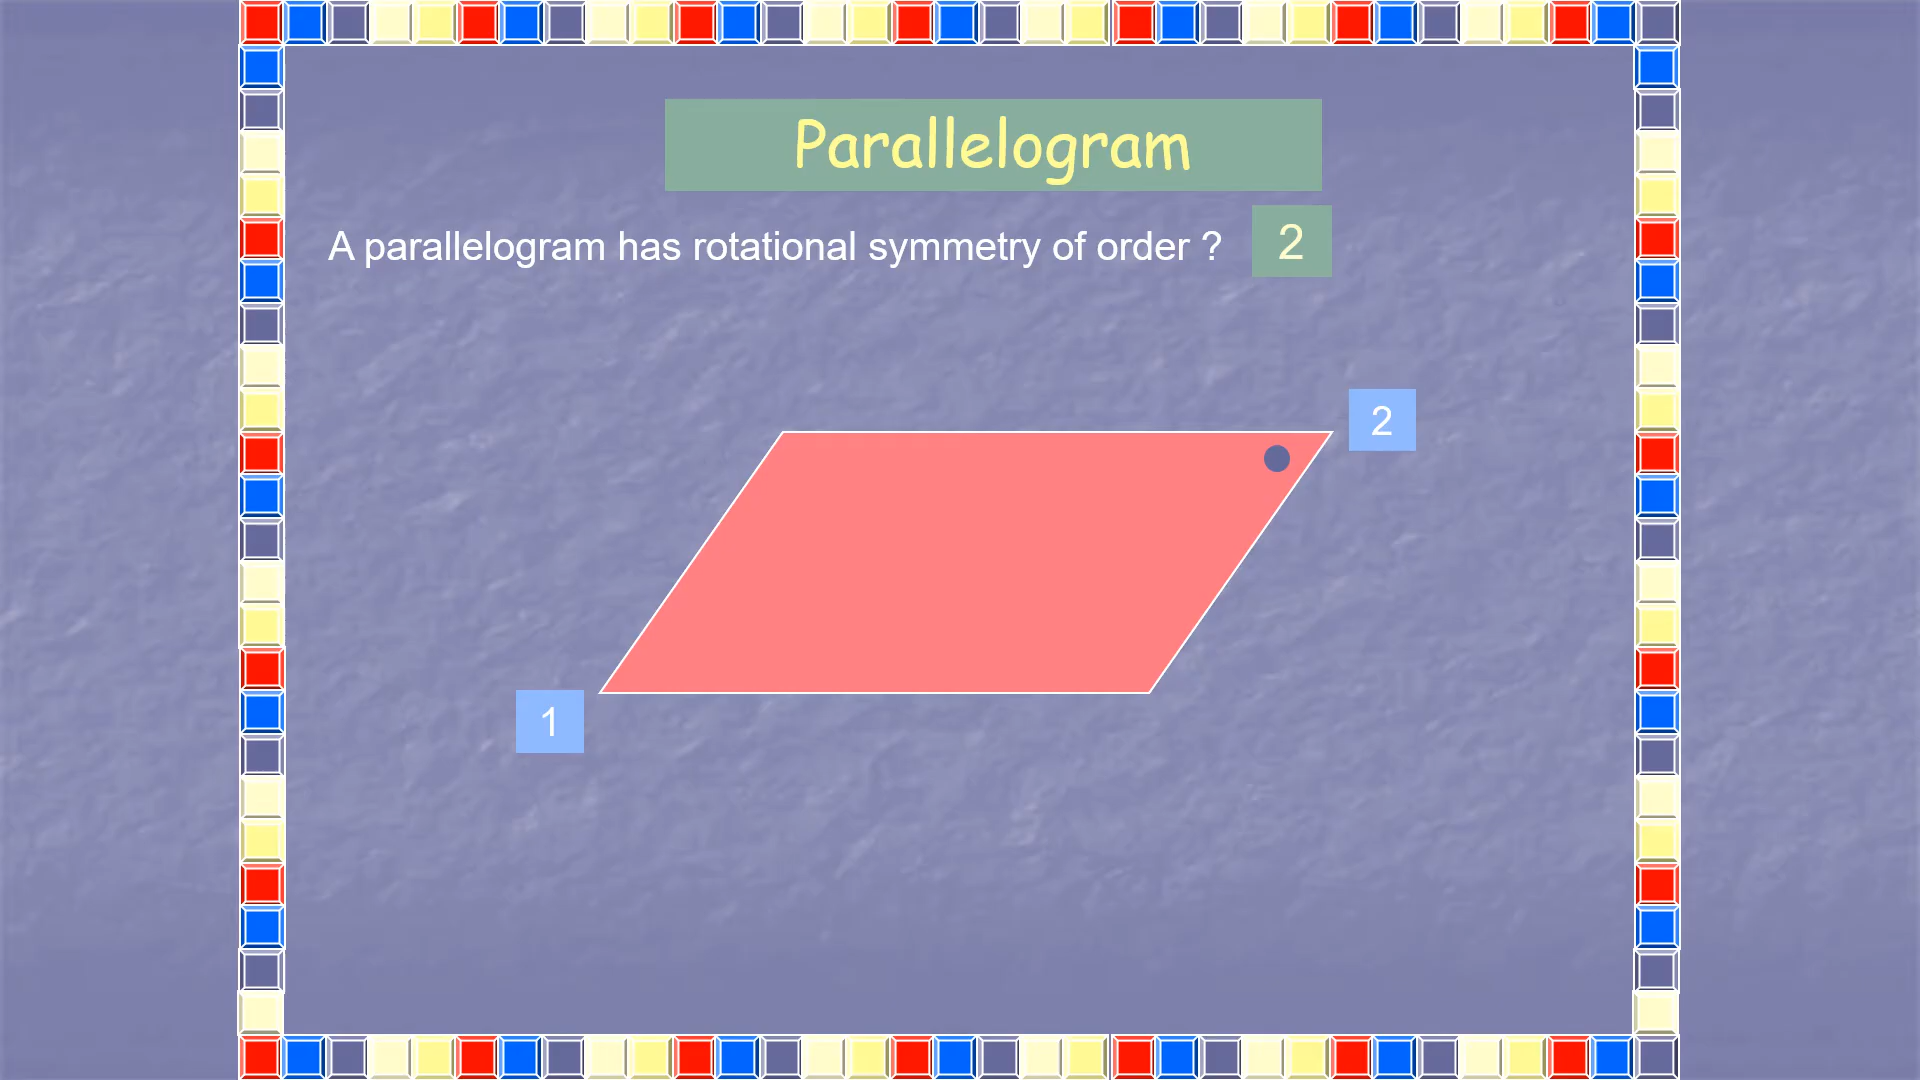 Parallelogram
A parallelogram has rotational symmetry of order ? 2
2
1